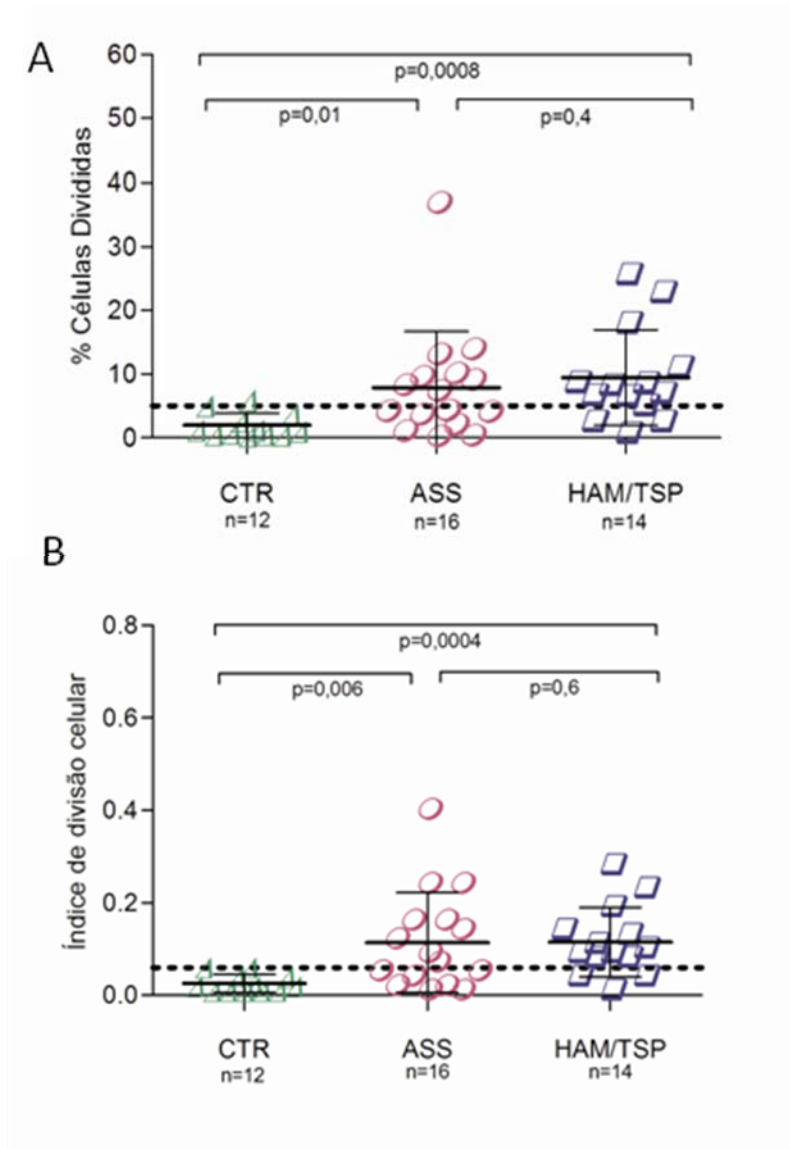 A
60
p=0,0008
p=0,01
p=0,4
50
40
30
20
10
0
% Células Divididas
CTR
ASS
HAM/TSP
n=12
n=16
n=14
B
0.8
p=0,0004
p=0,006
p=0,6
0.6
0.4
0.2
0.0
Índice de divisão celular
CTR
ASS
HAM/TSP
n=12
n=16
n=14